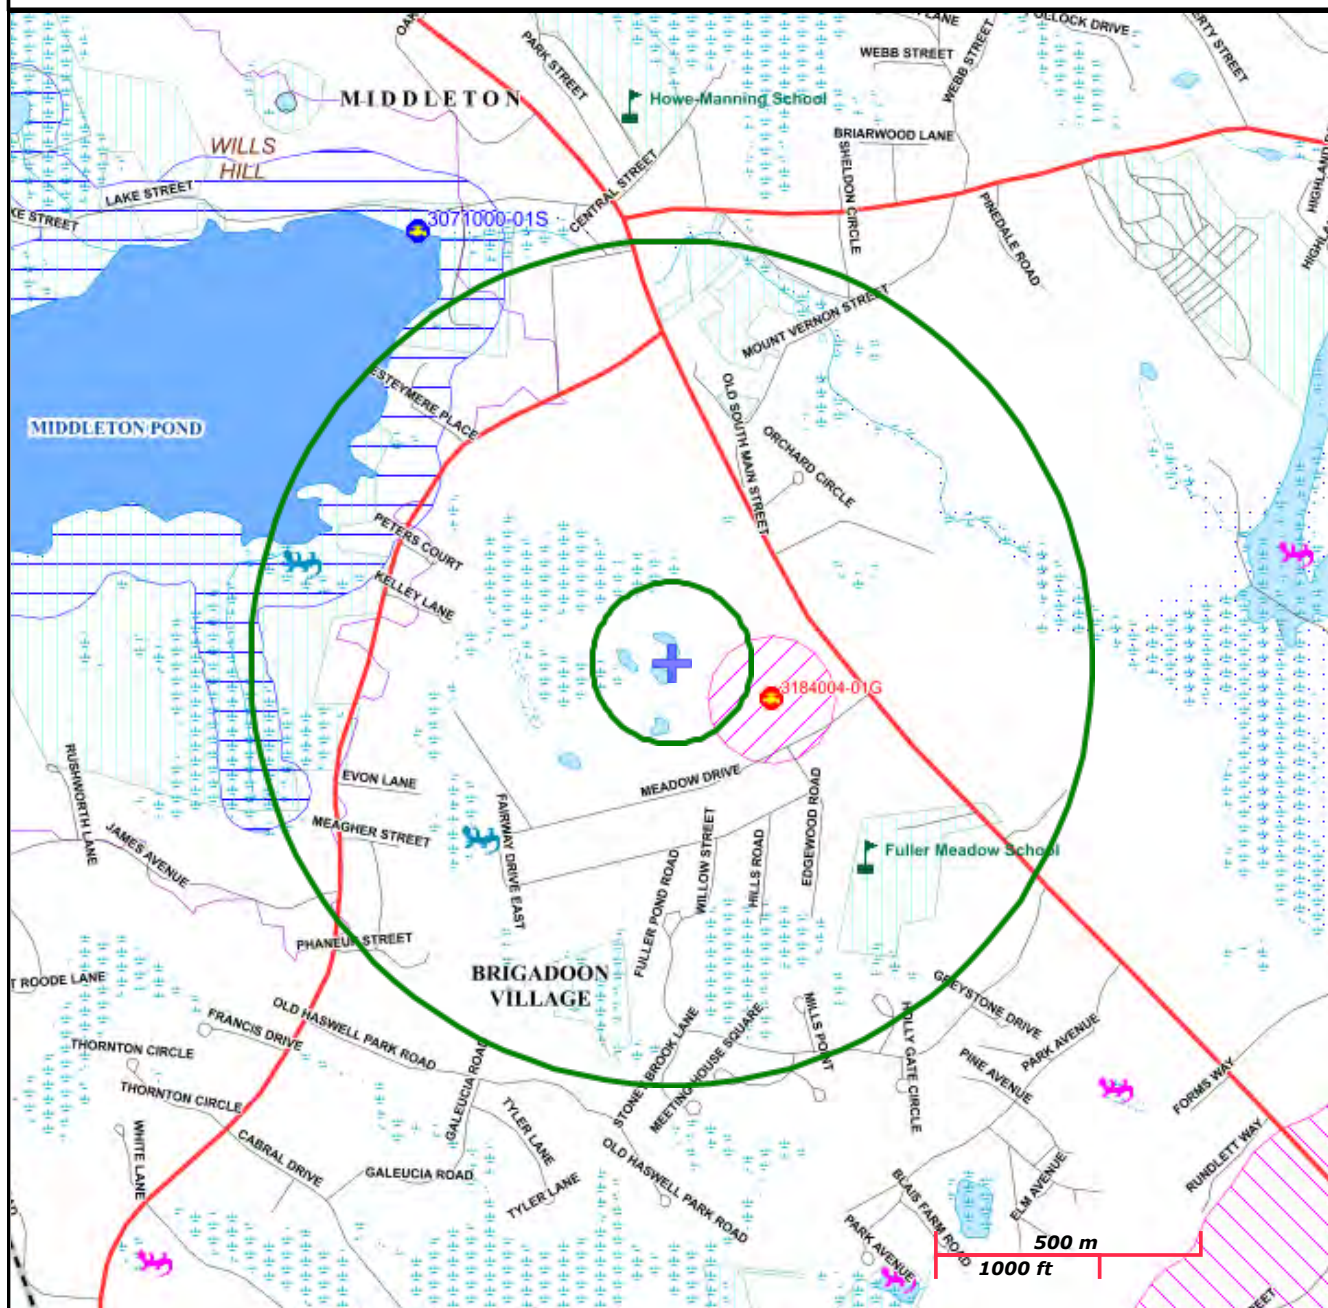 PARK STREET
LANE
WEBB STREET
WEBB STREET
MIDDLETON
Howe-Manning School
BRIARWOOD LANE
WILLS
HILL
SHELDON CIRCLE
CENTRAL STREET
LAKE STREET
PINEDALE ROAD
3071000-01S
MOUNT VERNON STREET
ESTEYMERE PLACE
OLD SOUTH MAIN STREET
MIDDLETON POND
ORCHARD CIRCLE
PETERS COURT
KELLEY LANE
3184004-01G
RUSHWORTH LANE
EVON LANE
MEADOW DRIVE
FAIRWAY DRIVE EAST
MEAGHER STREET
JAMES AVENUE
WILLOW STREET
HILLS ROAD
EDGEWOOD ROAD
Fuller Meadow School
FULLER POND ROAD
PHANEUF STREET
BRIGADOON
VILLAGE
T ROODE LANE
GREYSTONE DRIVE
OLD HASWELL PARK ROAD
FRANCIS DRIVE
MILLS POINT
HOLLY GATE CIRCLE
STONEY BROOK LANE
MEETING HOUSE SQUARE
PARK AVENUE
THORNTON CIRCLE
PINE AVENUE
THORNTON CIRCLE
GALEUCIA ROAD
TYLER LANE
FORMS WAY
WHITE LANE
CABRAL DRIVE
GALEUCIA ROAD
OLD HASWELL PARK ROAD
RUNDLETT WAY
TYLER LANE
BLAIS FARM ROAD
ELM AVENUE
PARK AVENUE
500 m
1000 ft